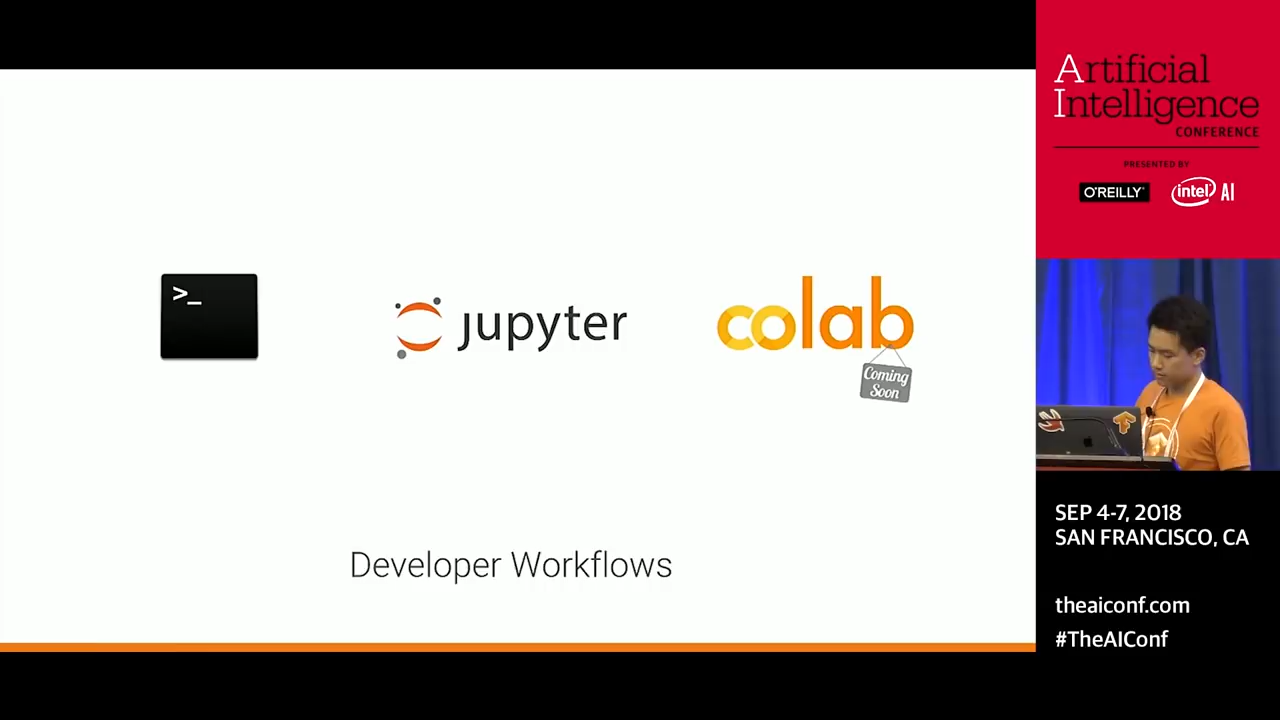 >_
jupyter
colab
Coming
Soon
Developer Workflows
Artificial
Intelligence
CONFERENCE
PRESENTED BY
O'REILLY
intel AI
SEP 4-7, 2018
SAN FRANCISCO, CA
theaiconf.com
#TheAIConf